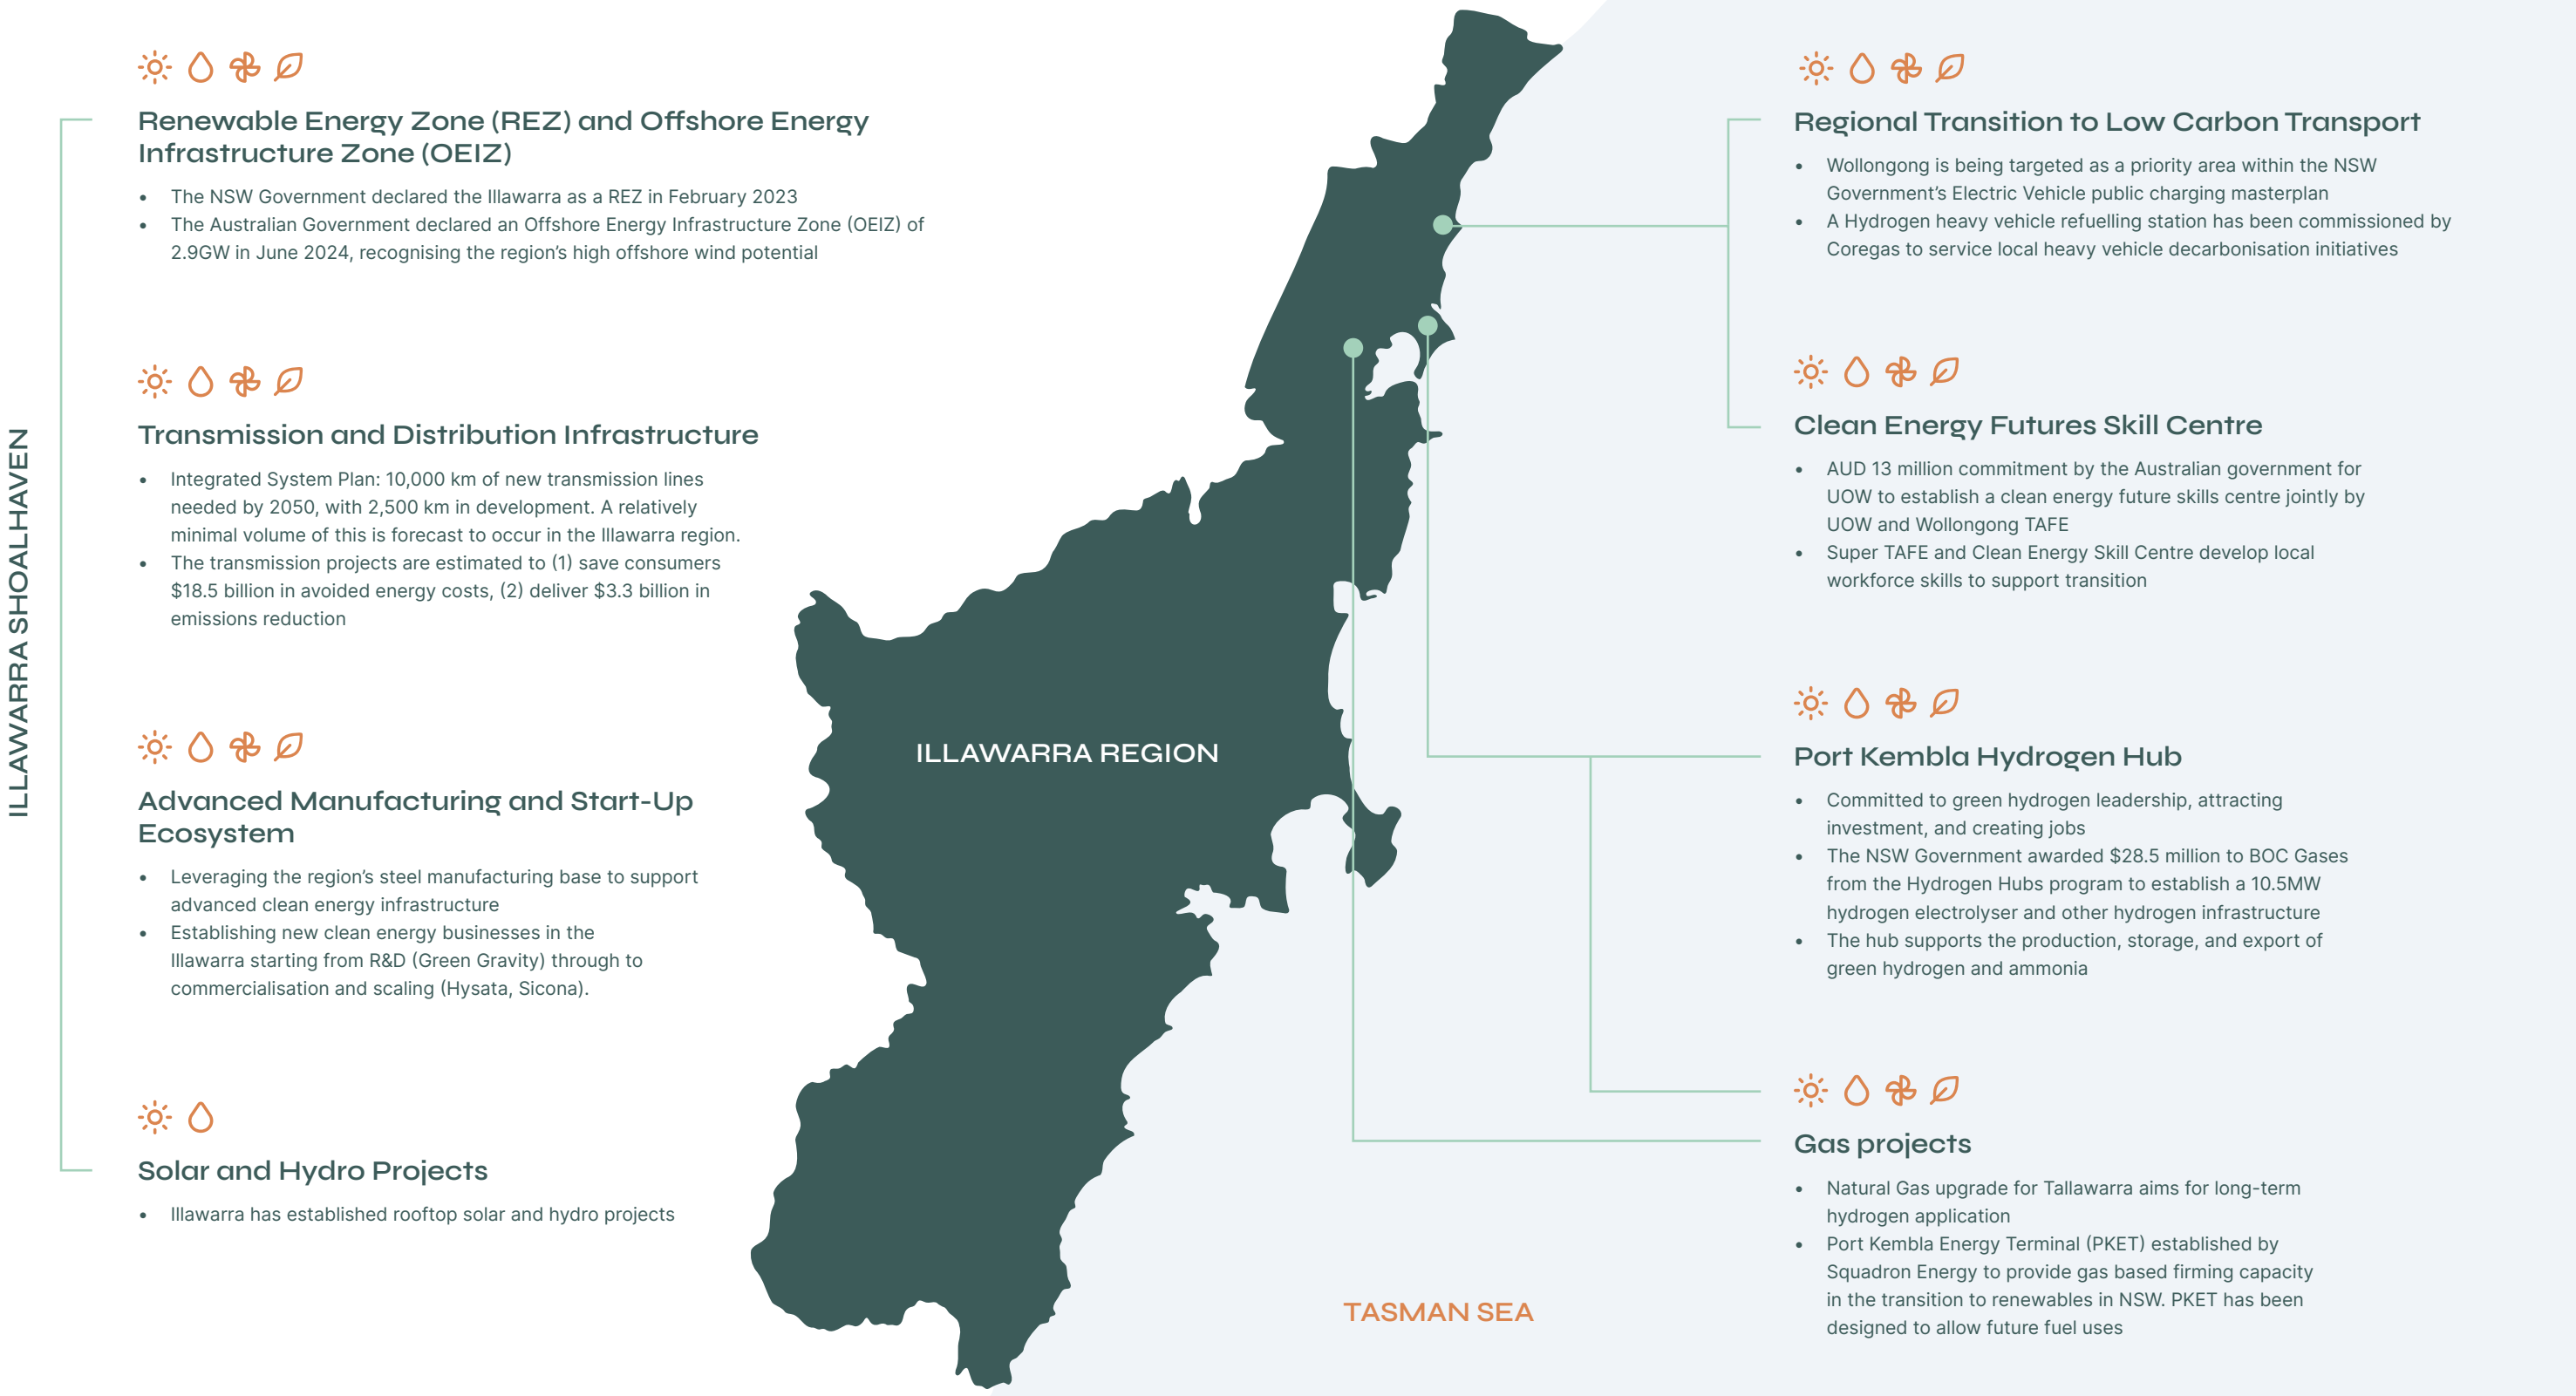 ILLAWARRA SHOALHAVEN
Renewable Energy Zone (REZ) and Offshore Energy
Infrastructure Zone (OEIZ)
• The NSW Government declared the Illawarra as a REZ in February 2023
• The Australian Government declared an Offshore Energy Infrastructure Zone (OEIZ) of
2.9GW in June 2024, recognising the region's high offshore wind potential
Transmission and Distribution Infrastructure
• Integrated System Plan: 10,000 km of new transmission lines
needed by 2050, with 2,500 km in development. A relatively
minimal volume of this is forecast to occur in the Illawarra region.
• The transmission projects are estimated to (1) save consumers
$18.5 billion in avoided energy costs, (2) deliver $3.3 billion in
emissions reduction
Advanced Manufacturing and Start-Up
Ecosystem
• Leveraging the region's steel manufacturing base to support
advanced clean energy infrastructure
• Establishing new clean energy businesses in the
Illawarra starting from R&D (Green Gravity) through to
commercialisation and scaling (Hysata, Sicona).
Solar and Hydro Projects
• Illawarra has established rooftop solar and hydro projects
ILLAWARRA REGION
TASMAN SEA
Regional Transition to Low Carbon Transport
• Wollongong is being targeted as a priority area within the NSW
Government's Electric Vehicle public charging masterplan
• A Hydrogen heavy vehicle refuelling station has been commissioned by
Coregas to service local heavy vehicle decarbonisation initiatives
Clean Energy Futures Skill Centre
• AUD 13 million commitment by the Australian government for
UOW to establish a clean energy future skills centre jointly by
UOW and Wollongong TAFE
• Super TAFE and Clean Energy Skill Centre develop local
workforce skills to support transition
Port Kembla Hydrogen Hub
• Committed to green hydrogen leadership, attracting
investment, and creating jobs
• The NSW Government awarded $28.5 million to BOC Gases
from the Hydrogen Hubs program to establish a 10.5MW
hydrogen electrolyser and other hydrogen infrastructure
• The hub supports the production, storage, and export of
green hydrogen and ammonia
Gas projects
• Natural Gas upgrade for Tallawarra aims for long-term
hydrogen application
• Port Kembla Energy Terminal (PKET) established by
Squadron Energy to provide gas based firming capacity
in the transition to renewables in NSW. PKET has been
designed to allow future fuel uses